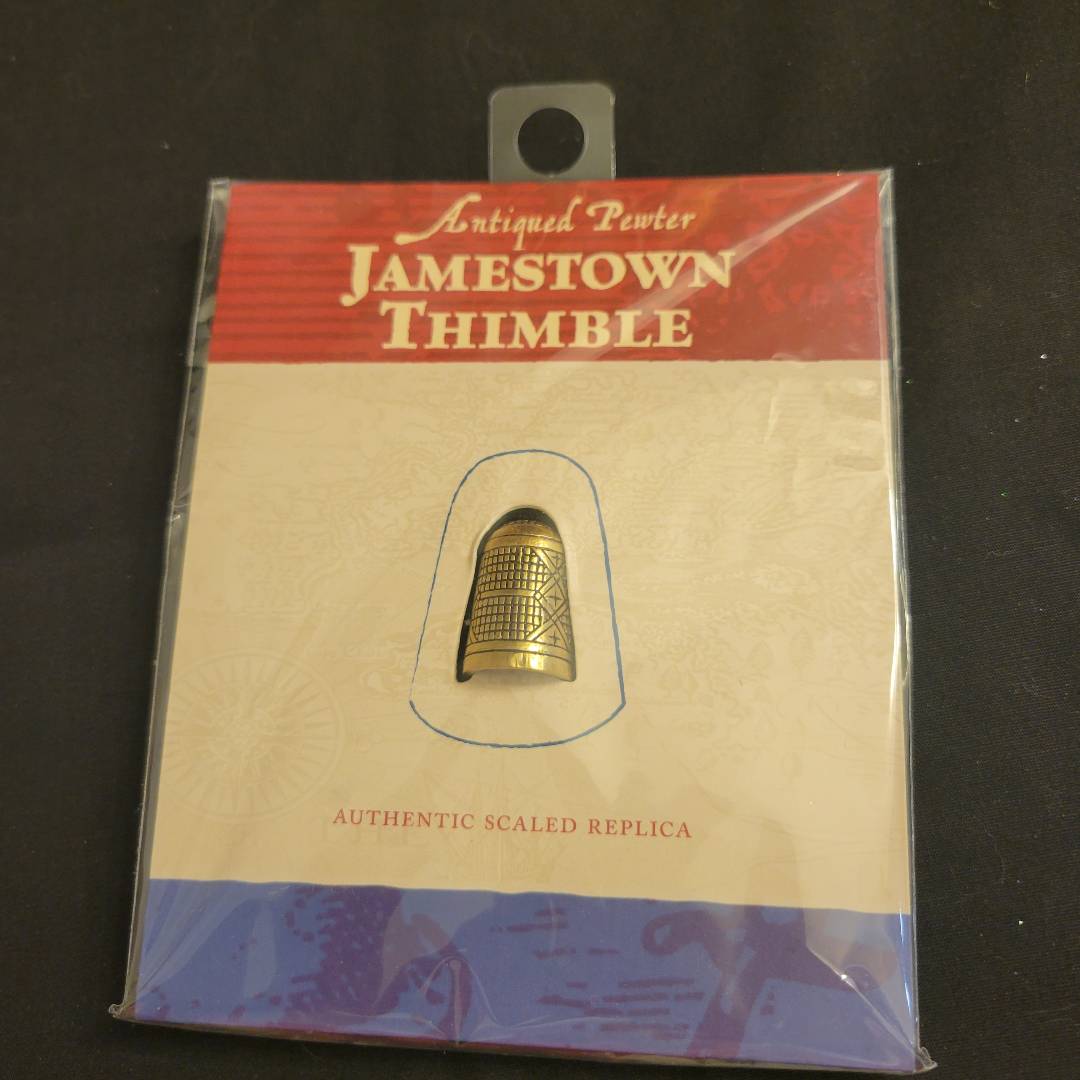 Antiqued Pewter
JAMESTOWN
THIMBLE
AUTHENTIC SCALED REPLICA